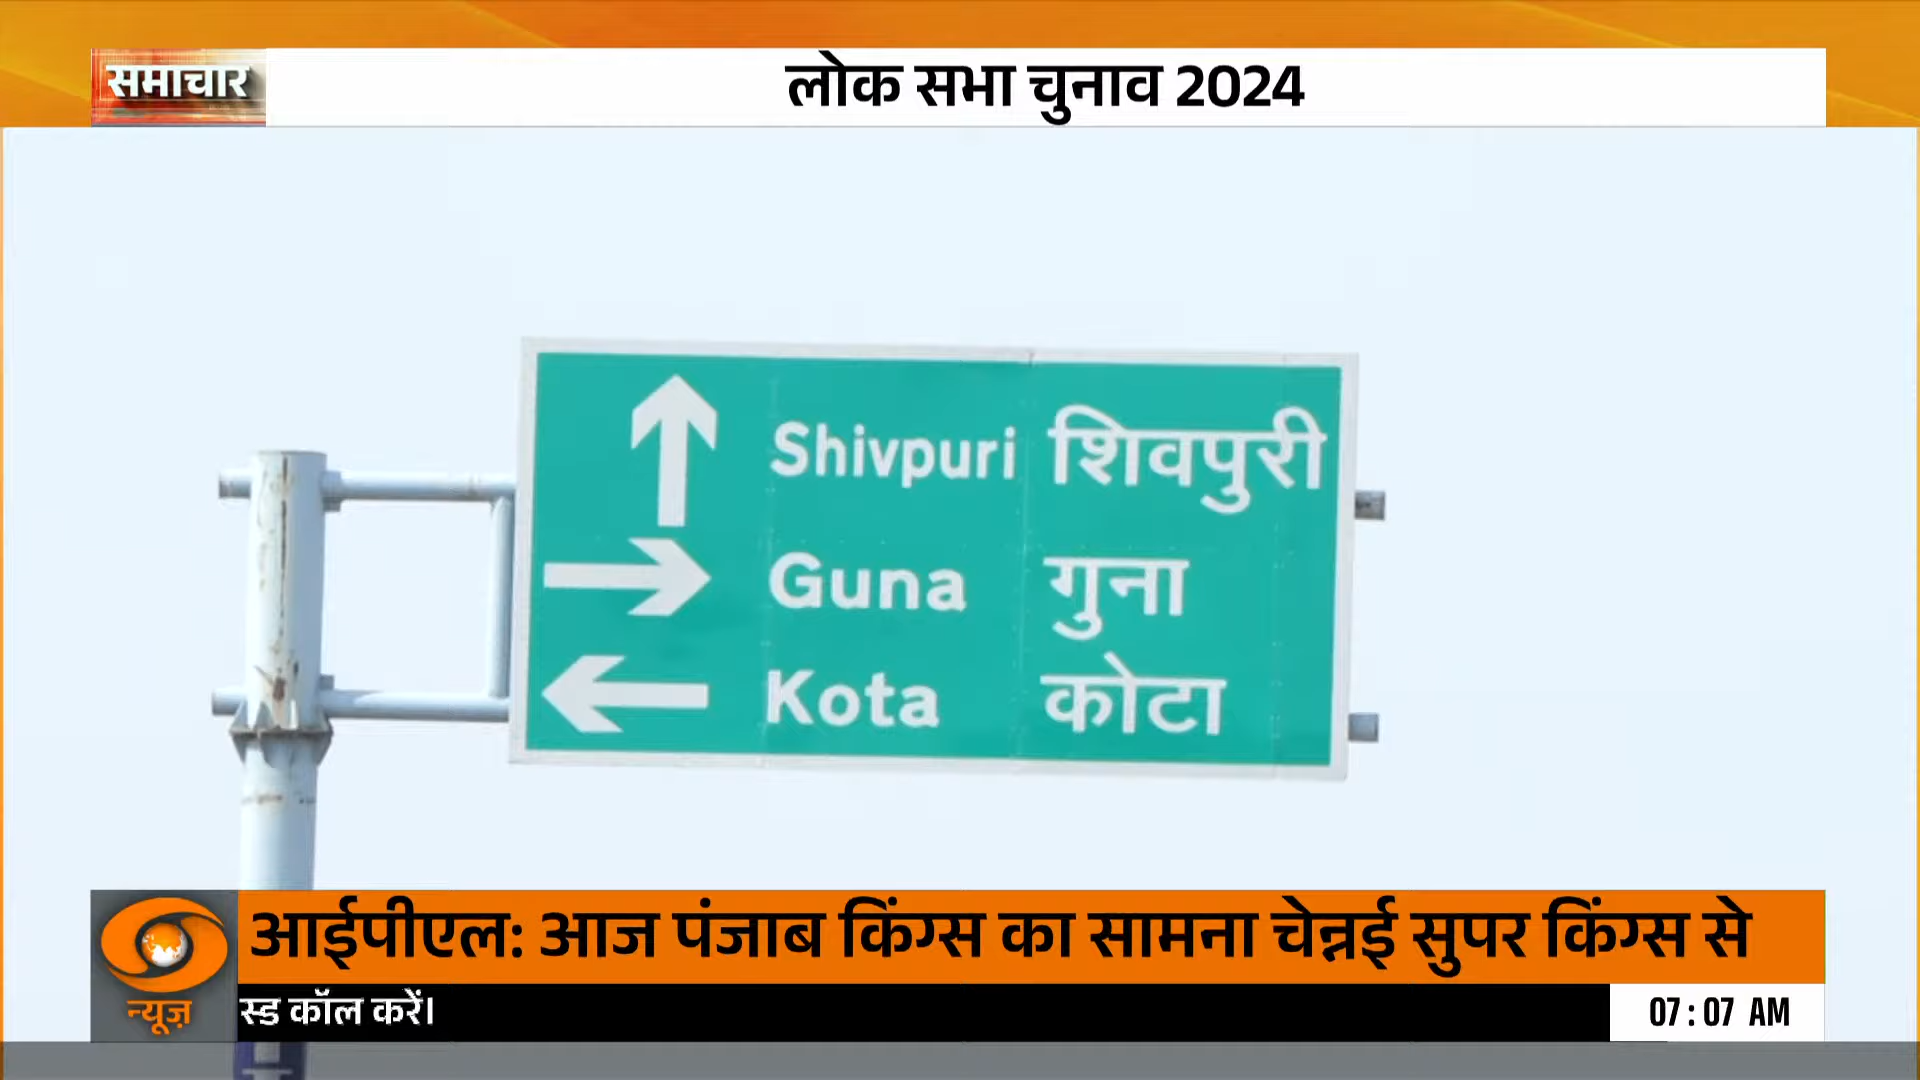 समाचार
लोक सभा चुनाव 2024
Shivpuri शिवपुरी
Guna गुना
Kota कोटा
आईपीएल: आज पंजाब किंग्स का सामना चेन्नई सुपर किंग्स से
न्यूज़
स्ड कॉल करें।
07:07 AM